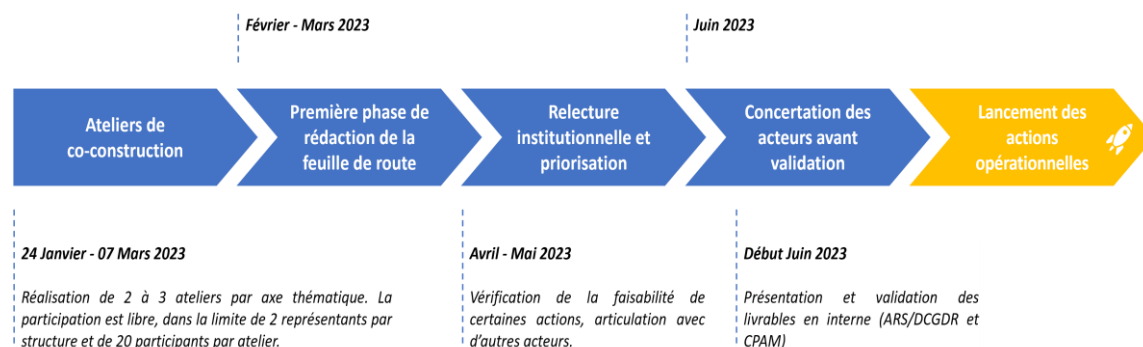 Février - Mars 2023
Juin 2023
Ateliers de
co-construction
Première phase de
rédaction de la
feuille de route
Relecture
institutionnelle et
priorisation
Concertation des
acteurs avant
validation
Lancement des
actions
opérationnelles
24 Janvier - 07 Mars 2023
Réalisation de 2 à 3 ateliers par axe thématique. La
participation est libre, dans la limite de 2 représentants par
structure et de 20 participants par atelier.
Avril - Mai 2023
Vérification de la faisabilité de
certaines actions, articulation avec
d'autres acteurs.
Début Juin 2023
Présentation et validation des
livrables en interne (ARS/DCGDR et
CPAM)